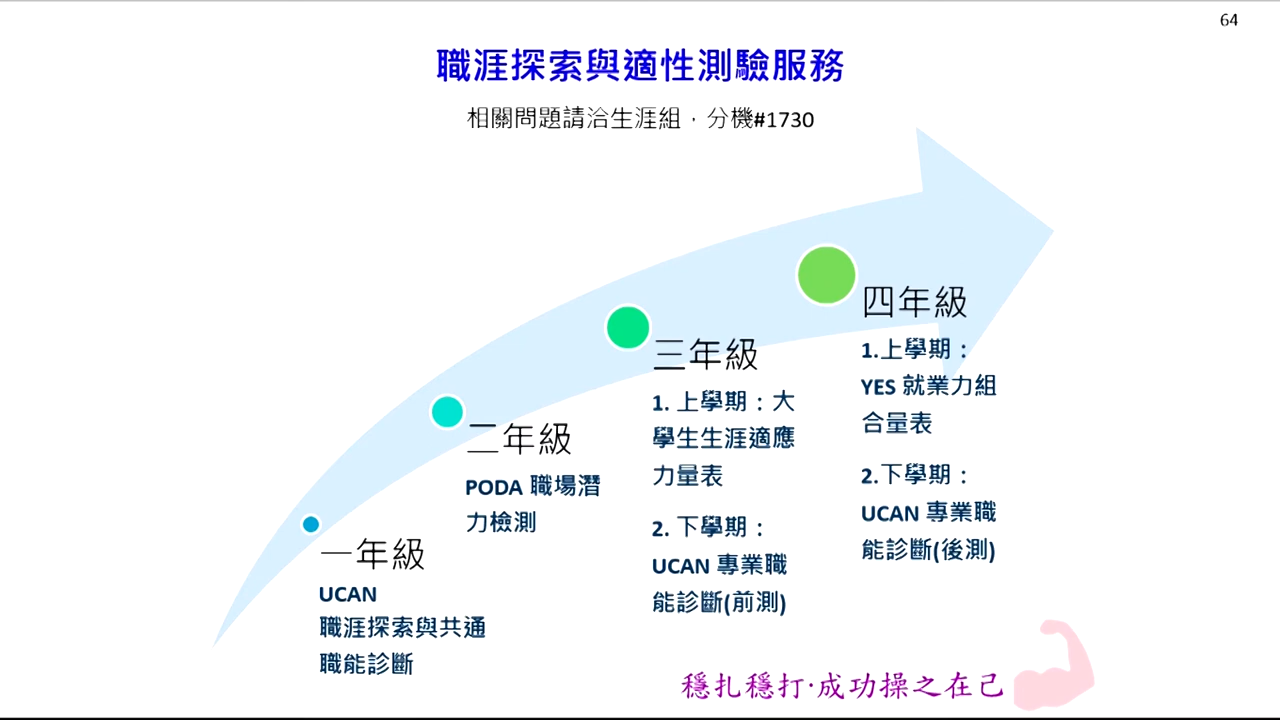 64
職涯探索與適性測驗服務
相關問題請洽生涯組，分機#1730
一年級
UCAN
職涯探索與共通
職能診斷
二年級
PODA 職場潛
力檢測
三年級
1. 上學期：大
學生生涯適應
力量表
2. 下學期：
UCAN 專業職
能診斷(前測)
四年級
1.上學期：
YES 就業力組
合量表
2.下學期：
UCAN 專業職
能診斷(後測)
穩扎穩打·成功操之在己